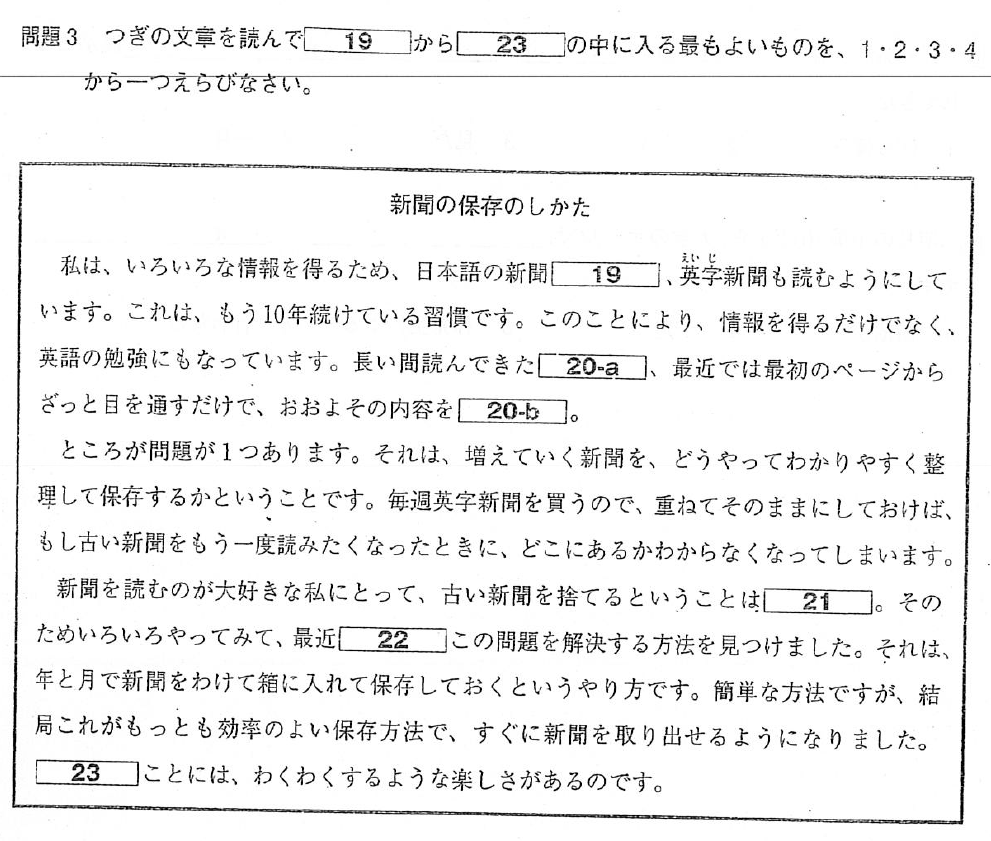 問題3　つぎの文章を読んで 19 から 23 の中に入る最もよいものを、1・2・3・4
から一つえらびなさい。
新聞の保存のしかた
私は、いろいろな情報を得るため、日本語の新聞 19 、英字新聞も読むようにして
えいじ
います。これは、もう10年続けている習慣です。このことにより、情報を得るだけでなく、
英語の勉強にもなっています。長い間読んできた 20-a 、最近では最初のページから
ざっと目を通すだけで、おおよその内容を 20-b 。
ところが問題が1つあります。それは、増えていく新聞を、どうやってわかりやすく整
理して保存するかということです。毎週英字新聞を買うので、重ねてそのままにしておけば、
もし古い新聞をもう一度読みたくなったときに、どこにあるかわからなくなってしまいます。
新聞を読むのが大好きな私にとって、古い新聞を捨てるということは 21 。その
ためいろいろやってみて、最近 22 この問題を解決する方法を見つけました。それは、
年と月で新聞をわけて箱に入れて保存しておくというやり方です。簡単な方法ですが、結
局これがもっとも効率のよい保存方法で、すぐに新聞を取り出せるようになりました。
23 ことには、わくわくするような楽しさがあるのです。